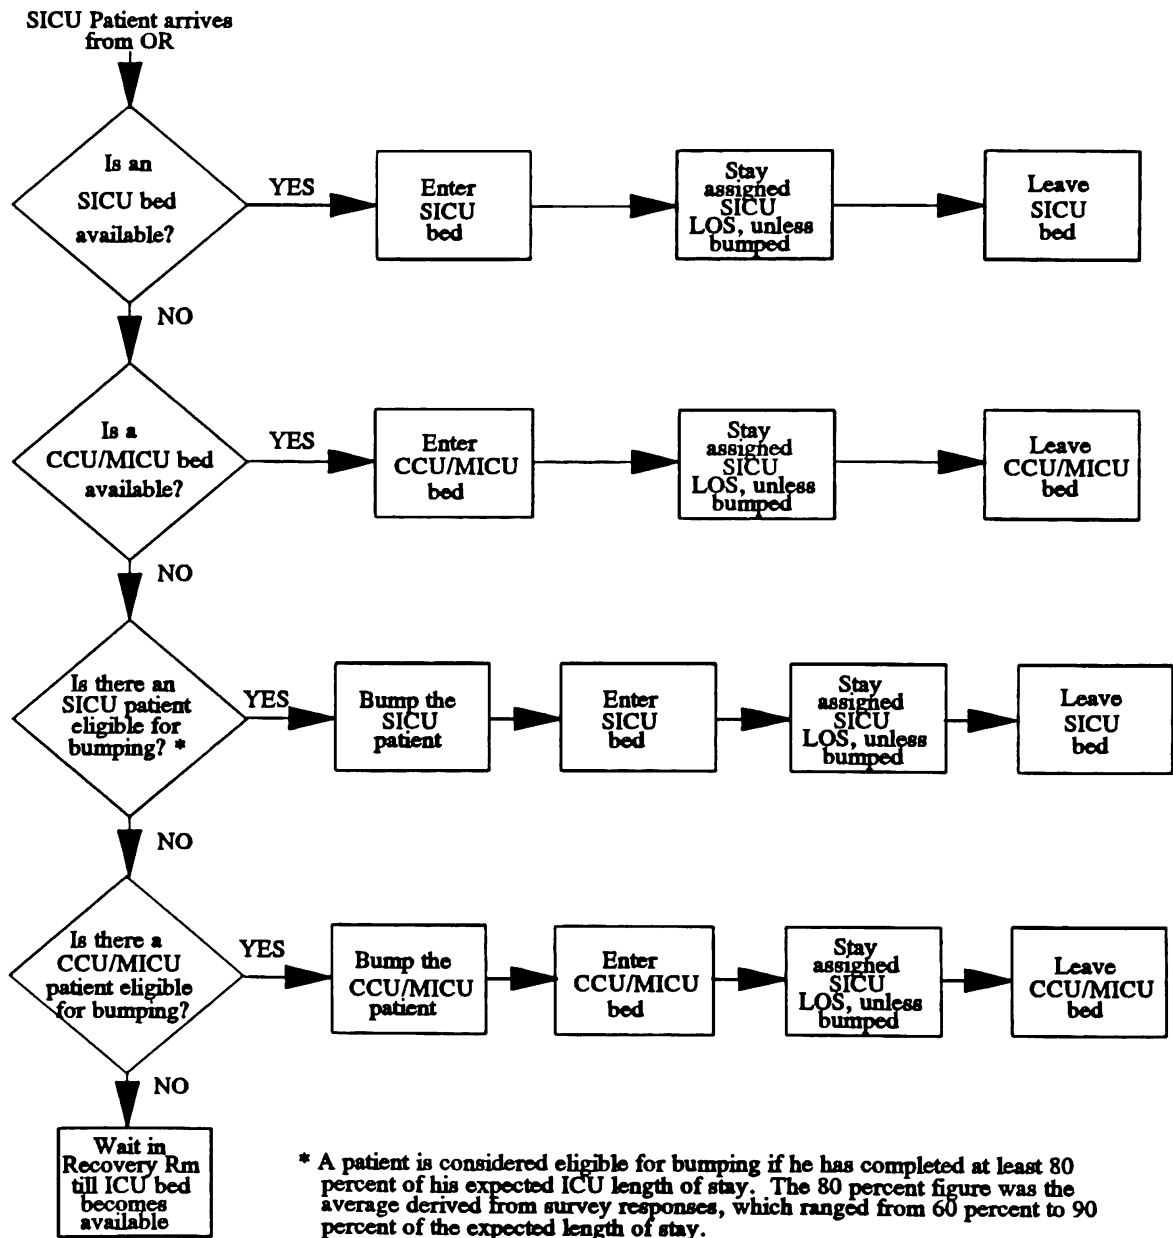 SICU Patient arrives
from OR
Is an
SICU bed
available?
YES
Enter
SICU
bed
Stay
assigned
SICU
LOS, unless
bumped
Leave
SICU
bed
NO
Is a
CCU/MICU bed
available?
YES
Enter
CCU/MICU
bed
Stay
assigned
SICU
LOS, unless
bumped
Leave
CCU/MICU
bed
NO
Is there an
SICU patient
eligible for
bumping? *
YES
Bump the
SICU
patient
Enter
SICU
bed
Stay
assigned
SICU
LOS, unless
bumped
Leave
SICU
bed
NO
Is there a
CCU/MICU
patient eligible
for bumping?
YES
Bump the
CCU/MICU
patient
Enter
CCU/MICU
bed
Stay
assigned
SICU
LOS, unless
bumped
Leave
CCU/MICU
bed
NO
Wait in
Recovery Rm
till ICU bed
becomes
available
* A patient is considered eligible for bumping if he has completed at least 80
percent of his expected ICU length of stay. The 80 percent figure was the
average derived from survey responses, which ranged from 60 percent to 90
percent of the expected length of stay.